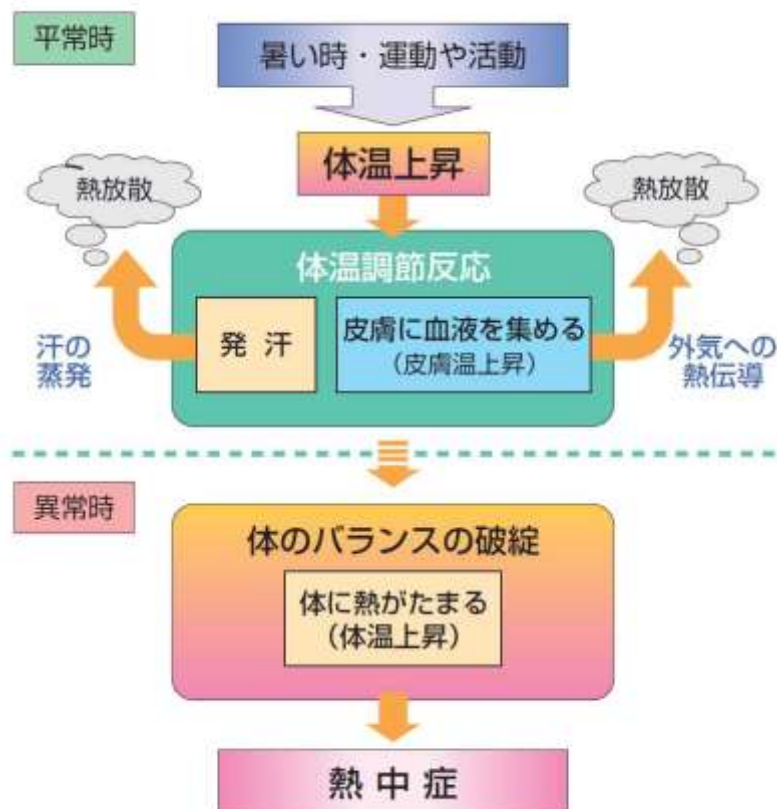 平常時
暑い時・運動や活動
体温上昇
熱放散
熱放散
体温調節反応
発 汗
皮膚に血液を集める
（皮膚温上昇）
汗の
蒸発
外気への
熱伝導
異常時
体のバランスの破綻
体に熱がたまる
（体温上昇）
熱 中 症